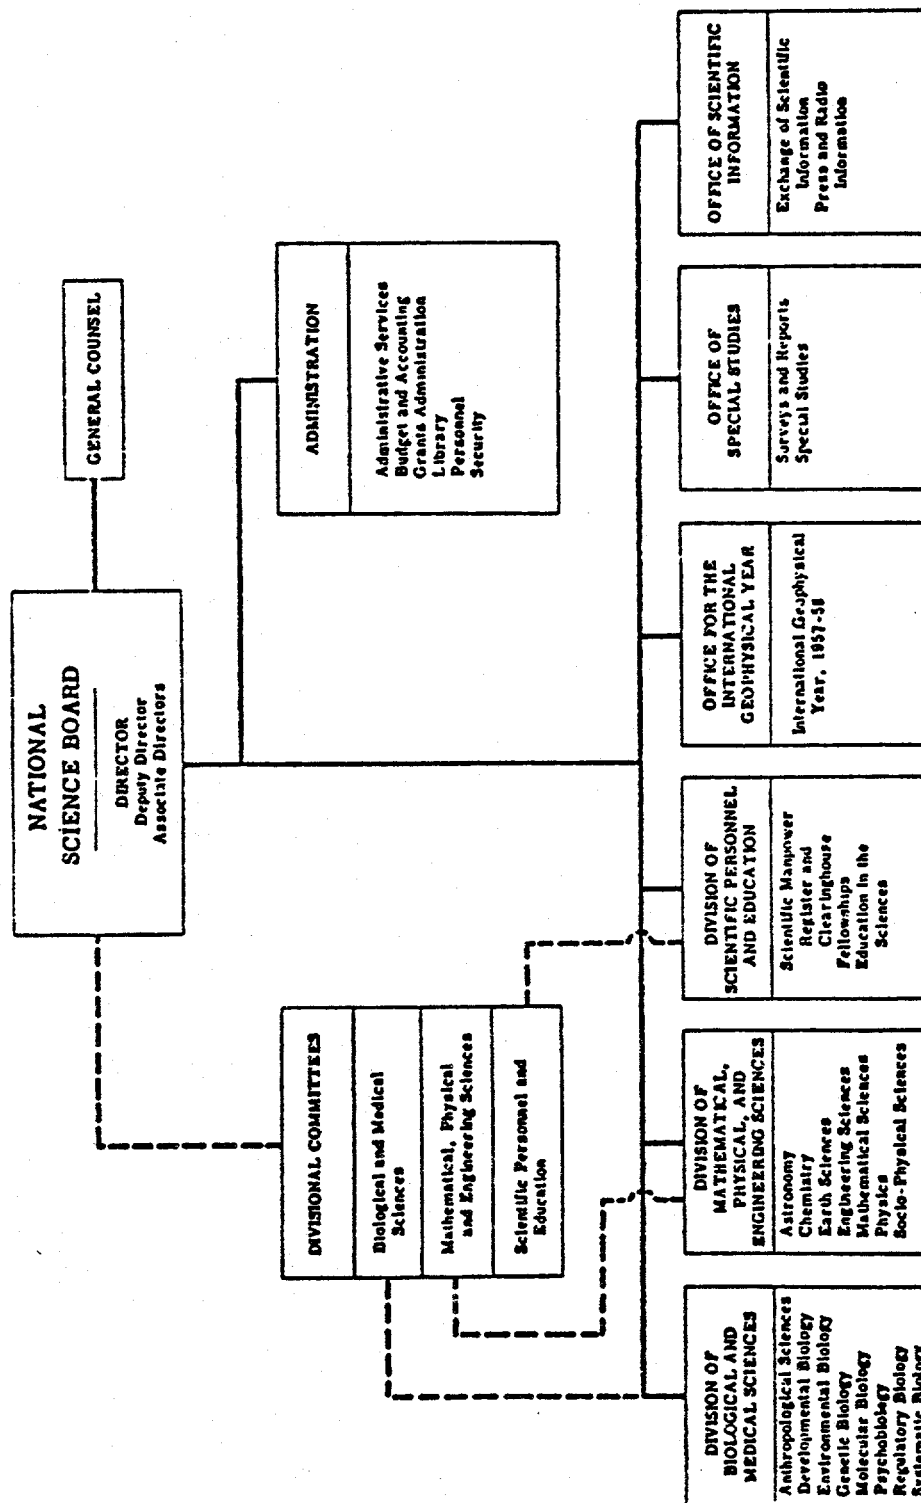 NATIONAL
SCIENCE BOARD
DIRECTOR
Deputy Director
Associate Directors
GENERAL COUNSEL
DIVISIONAL COMMITTEES
Biological and Medical
Sciences
Mathematical, Physical
and Engineering Sciences
Scientific Personnel and
Education
ADMINISTRATION
Administrative Services
Budget and Accounting
Grants Administration
Library
Personnel
Security
DIVISION OF
BIOLOGICAL AND
MEDICAL SCIENCES
Anthropological Sciences
Developmental Biology
Environmental Biology
Genetic Biology
Molecular Biology
Psychobiology
Regulatory Biology
Systematic Biology
DIVISION OF
MATHEMATICAL,
PHYSICAL, AND
ENGINEERING SCIENCES
Astronomy
Chemistry
Earth Sciences
Engineering Sciences
Mathematical Sciences
Physics
Socio-Physical Sciences
DIVISION OF
SCIENTIFIC PERSONNEL
AND EDUCATION
Scientific Manpower
Register and
Clearinghouse
Fellowships
Education in the
Sciences
OFFICE FOR THE
INTERNATIONAL
GEOPHYSICAL YEAR
International Geophysical
Year, 1957-58
OFFICE OF
SPECIAL STUDIES
Surveys and Reports
Special Studies
OFFICE OF SCIENTIFIC
INFORMATION
Exchange of Scientific
Information
Press and Radio
Information